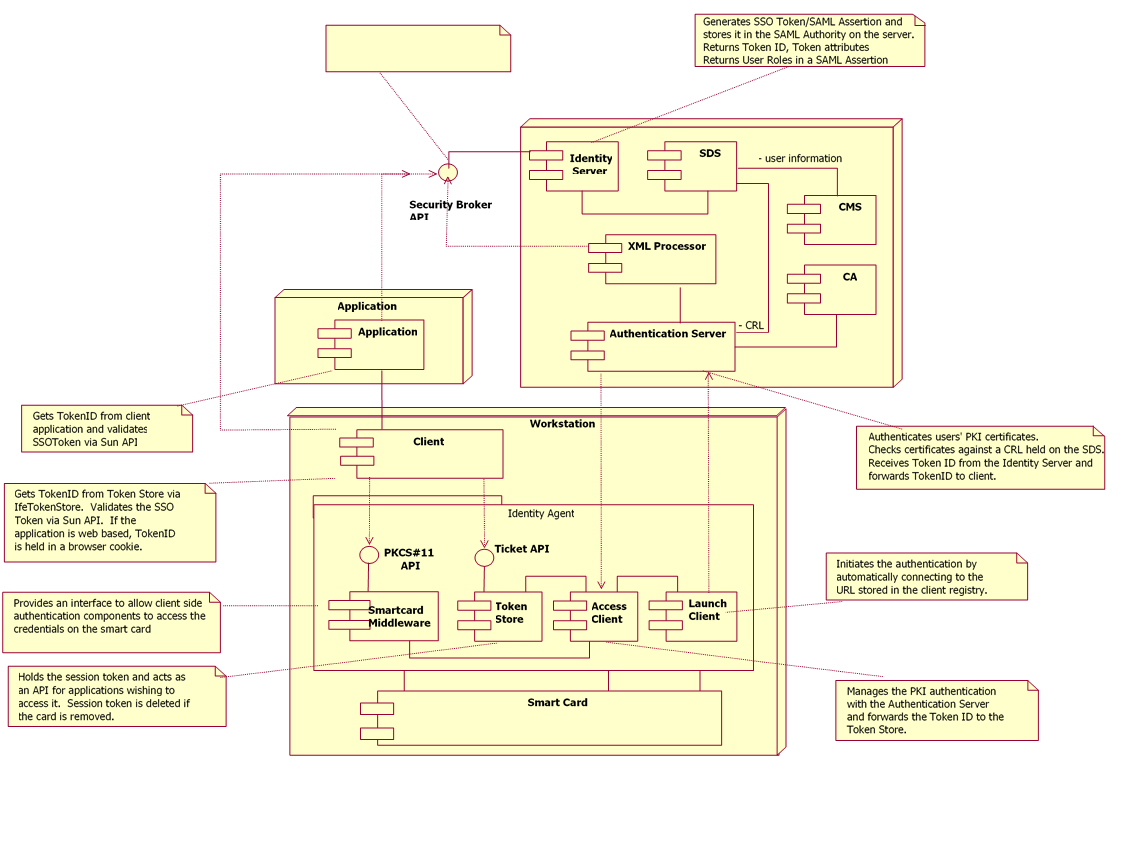 Generates SSO Token/SAML Assertion and
stores it in the SAML Authority on the server.
Returns Token ID, Token attributes
Returns User Roles in a SAML Assertion
Identity
Server
SDS
- user information
CMS
Security Broker
API
XML Processor
CA
Application
Application
- CRL
Authentication Server
Gets TokenID from client
application and validates
SSOToken via Sun API
Workstation
Client
Authenticates users' PKI certificates.
Checks certificates against a CRL held on the SDS.
Receives Token ID from the Identity Server and
forwards TokenID to client.
Gets TokenID from Token Store via
IfeTokenStore. Validates the SSO
Token via Sun API. If the
application is web based, TokenID
is held in a browser cookie.
Identity Agent
PKCS#11
API
Ticket API
Initiates the authentication by
automatically connecting to the
URL stored in the client registry.
Provides an interface to allow client side
authentication components to access the
credentials on the smart card
Smartcard
Middleware
Token
Store
Access
Client
Launch
Client
Holds the session token and acts as
an API for applications wishing to
access it. Session token is deleted if
the card is removed.
Smart Card
Manages the PKI authentication
with the Authentication Server
and forwards the Token ID to the
Token Store.